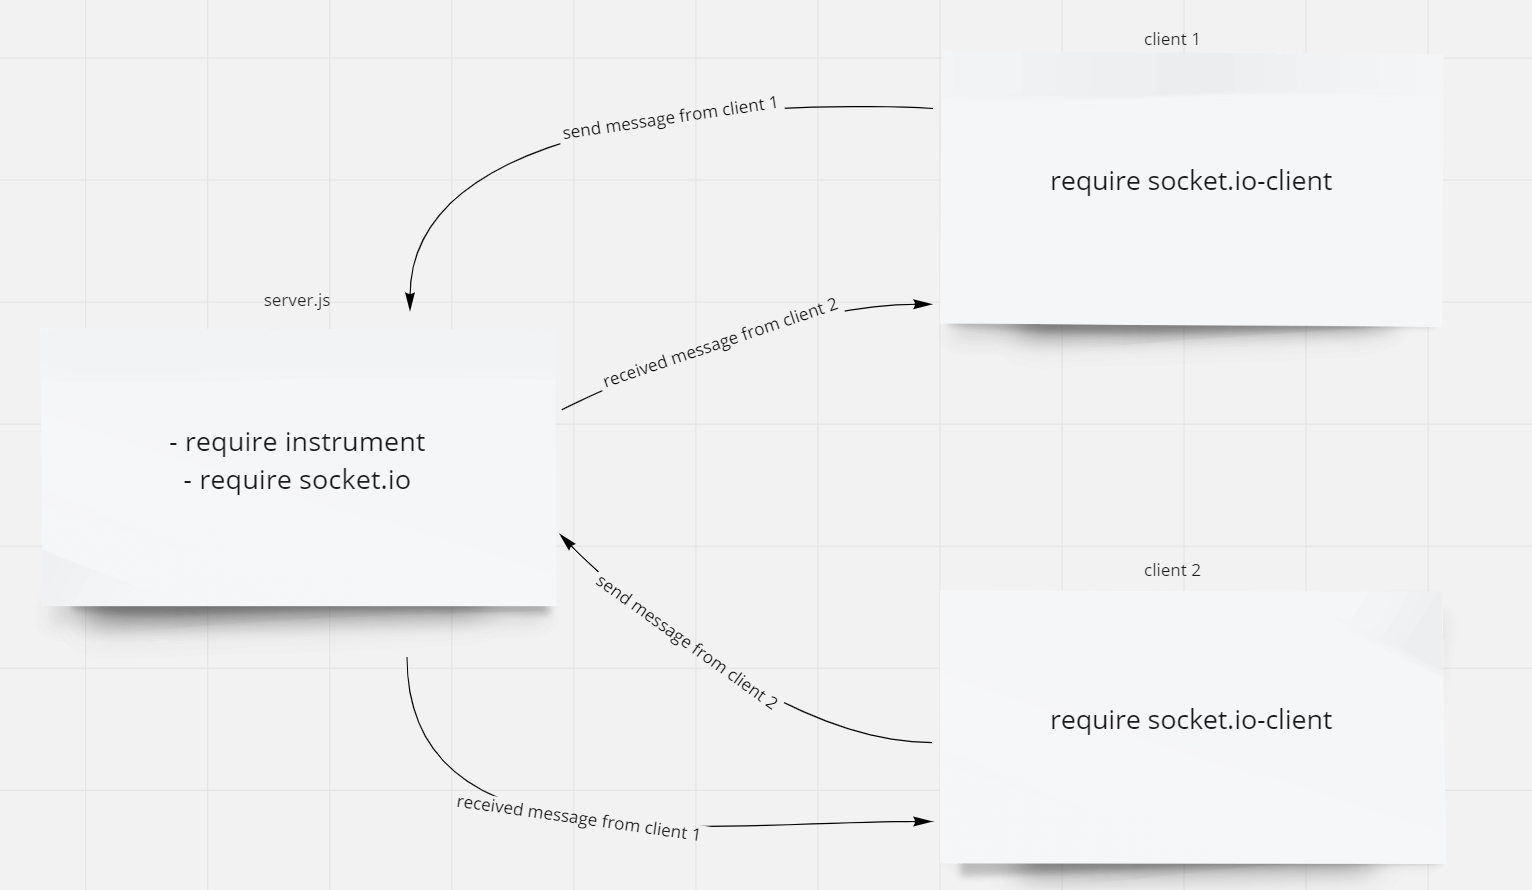 client 1
send message from client 1
require socket.io-client
server.js
received message from client 2
- require instrument
- require socket.io
client 2
send message from client 2
require socket.io-client
received message from client 1